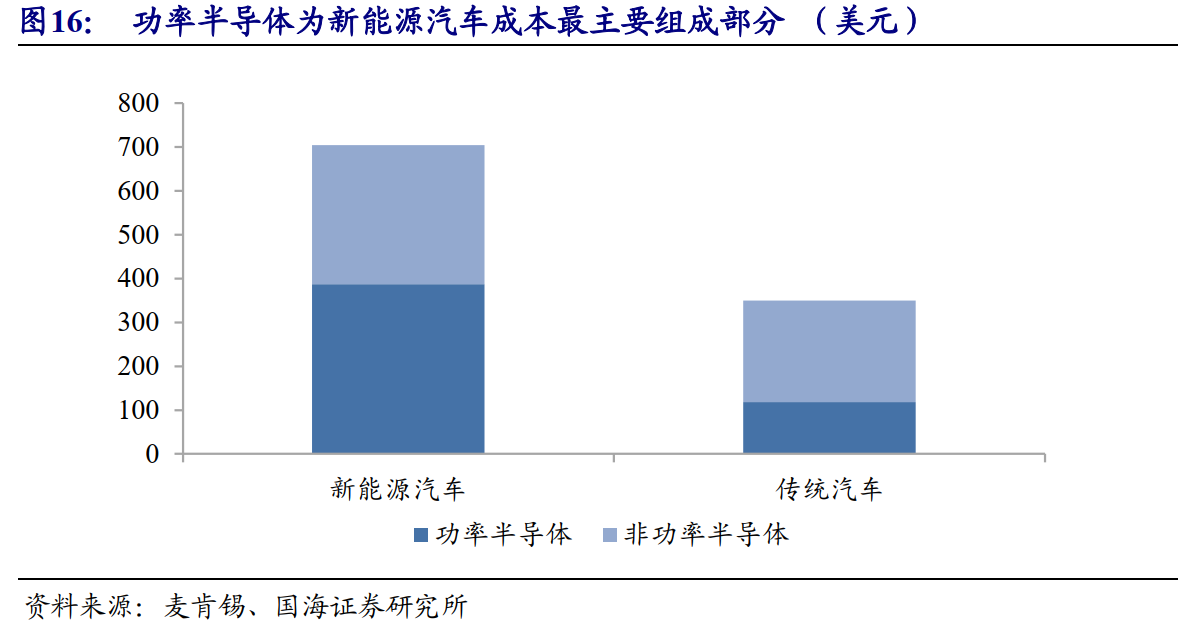 图16： 功率半导体为新能源汽车成本最主要组成部分 （美元）
800
700
600
500
400
300
200
100
0
新能源汽车 传统汽车
功率半导体 非功率半导体
资料来源：麦肯锡、国海证券研究所